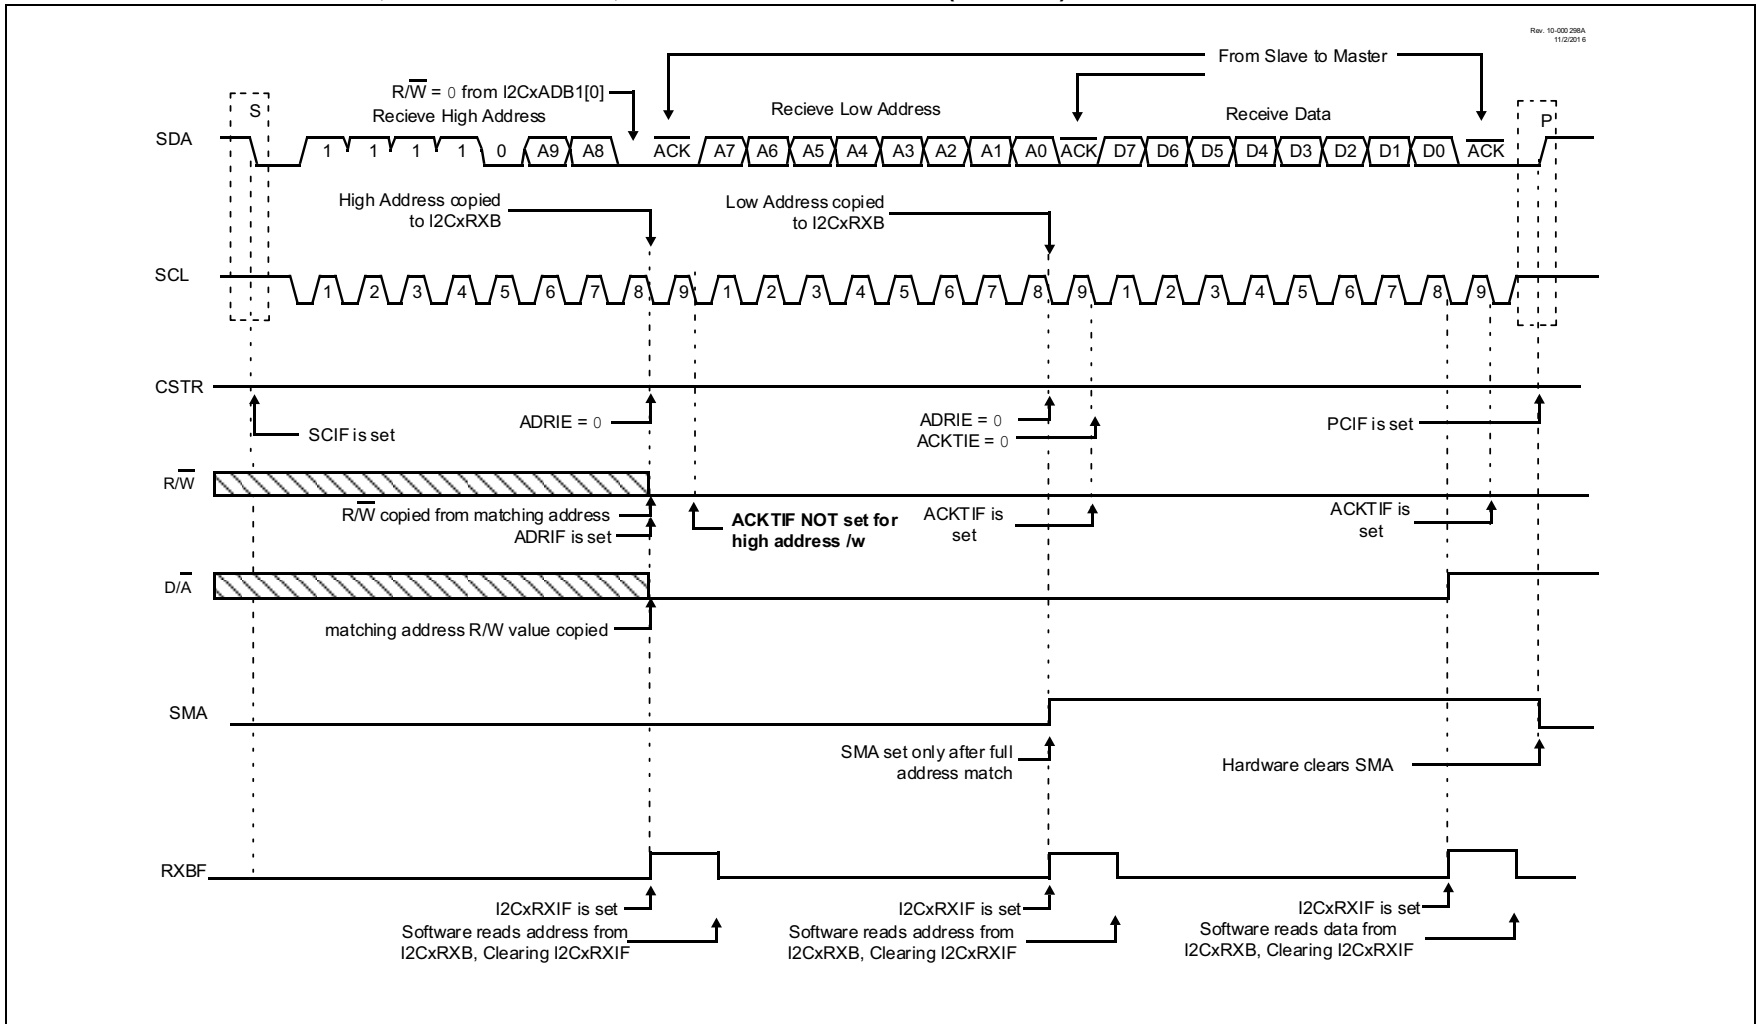 Rev. 10-000 298A
11/2/201 6
From Slave to Master
R/W = 0 from I2CxADB1[0]
Recieve High Address
Recieve Low Address
Receive Data
S
P
SDA
1 1 1 1 0 A9 A8 ACK A7 A6 A5 A4 A3 A2 A1 A0 ACK D7 D6 D5 D4 D3 D2 D1 D0 ACK
High Address copied
to I2CxRXB
Low Address copied
to I2CxRXB
SCL
1 2 3 4 5 6 7 8 9 1 2 3 4 5 6 7 8 9 1 2 3 4 5 6 7 8 9
CSTR
SCIF is set
ADRIE = 0
ADRIE = 0
ACKTIE = 0
PCIF is set
R/W
R/W copied from matching address
ADRIF is set
ACKTIF NOT set for
high address /w
ACKTIF is
set
ACKTIF is
set
D/A
matching address R/W value copied
SMA
SMA set only after full
address match
Hardware clears SMA
RXBF
I2CxRXIF is set
Software reads address from
I2CxRXB, Clearing I2CxRXIF
I2CxRXIF is set
Software reads address from
I2CxRXB, Clearing I2CxRXIF
I2CxRXIF is set
Software reads data from
I2CxRXB, Clearing I2CxRXIF